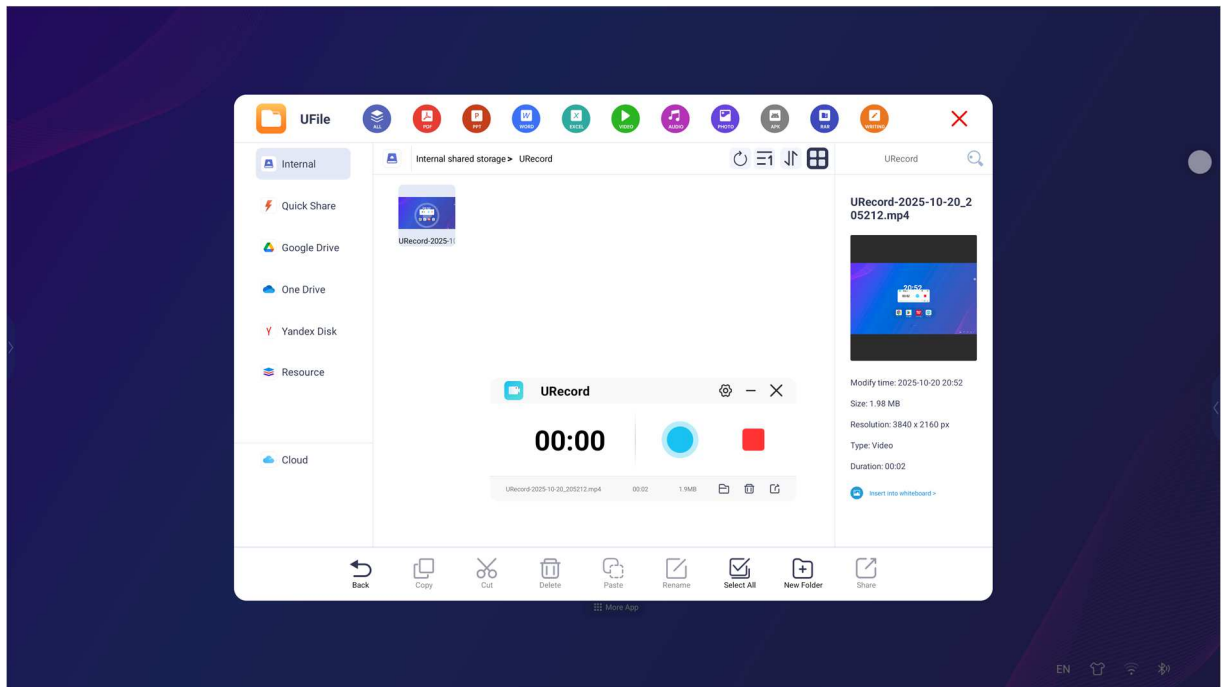 UFile
ALL PDF PPT WORD EXCEL VIDEO AUDIO PHOTO APK RAR WRITING
Internal
Quick Share
Google Drive
One Drive
Yandex Disk
Resource
Cloud
Internal shared storage > URecord
URecord-2025-10
URecord
URecord-2025-10-20_2
05212.mp4
20:52
Modify time: 2025-10-20 20:52
Size: 1.98 MB
Resolution: 3840 x 2160 px
Type: Video
Duration: 00:02
Insert into whiteboard >
URecord
00:00
URecord-2025-10-20_205212.mp4 00:02 1.9MB
Back Copy Cut Delete Paste Rename Select All New Folder Share
More App
EN